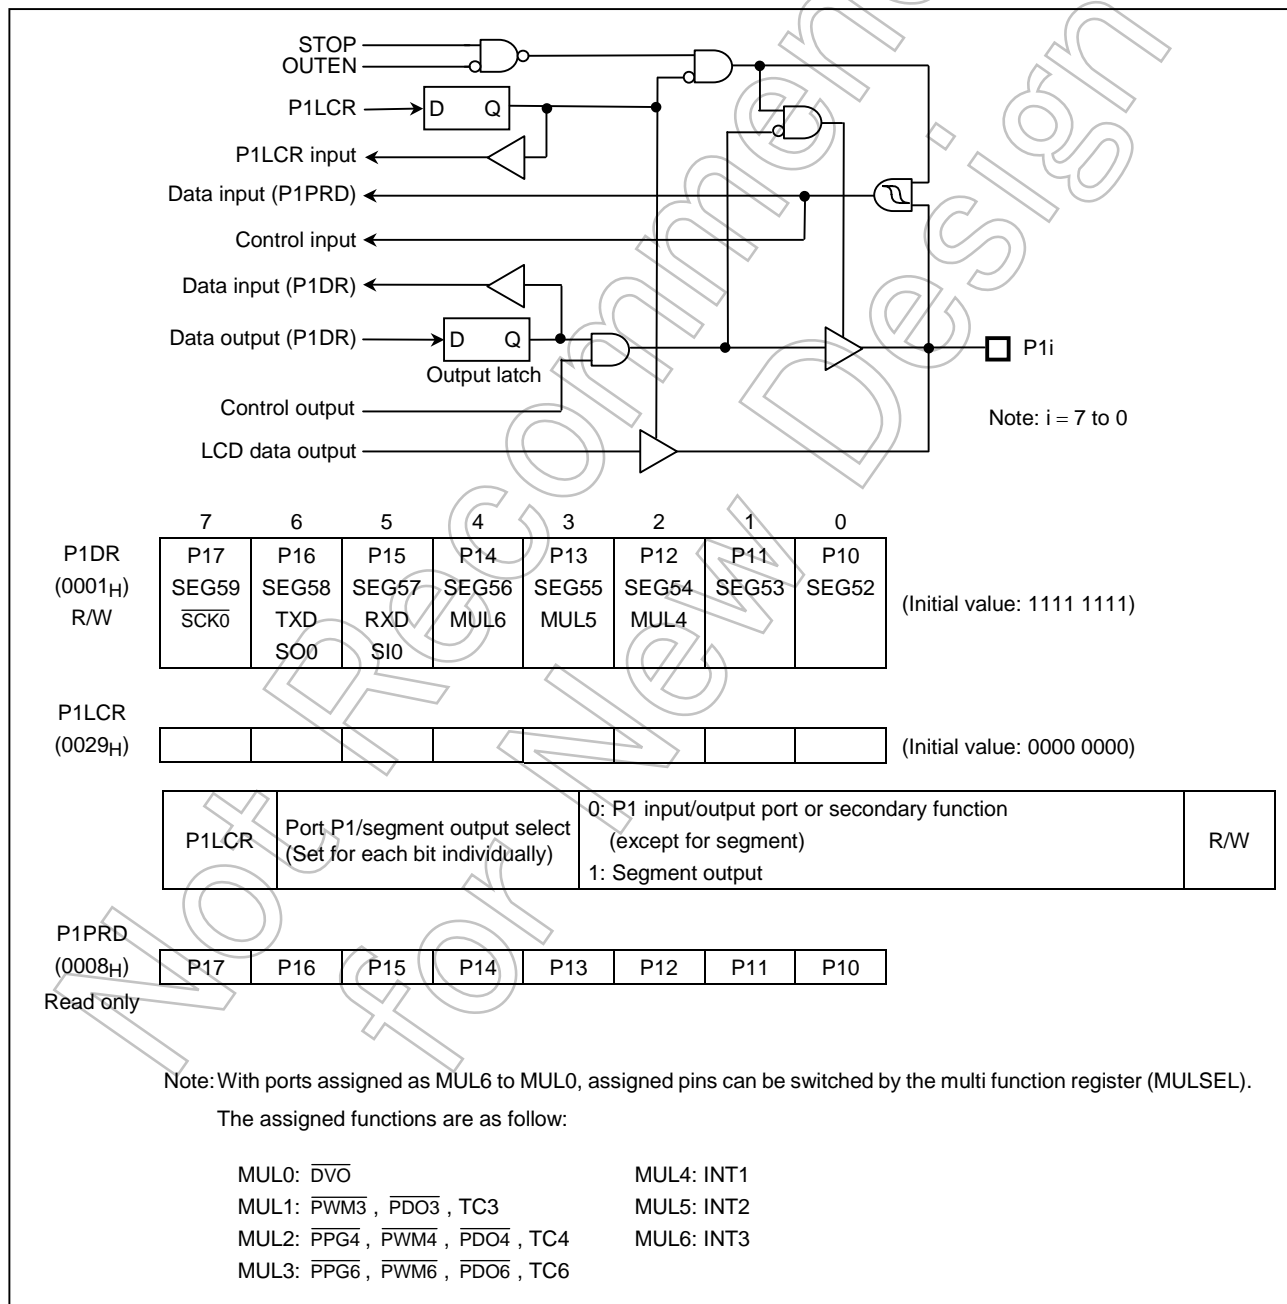 STOP
OUTEN
P1LCR
D Q
P1LCR input
Data input (P1PRD)
Control input
Data input (P1DR)
Data output (P1DR)
D Q
Output latch
P1i
Control output
Note: i = 7 to 0
LCD data output
7 6 5 4 3 2 1 0
P1DR P17 P16 P15 P14 P13 P12 P11 P10
(0001H) SEG59 SEG58 SEG57 SEG56 SEG55 SEG54 SEG53 SEG52 (Initial value: 1111 1111)
R/W SCK0 TXD RXD MUL6 MUL5 MUL4
SO0 SI0
P1LCR
(0029H) (Initial value: 0000 0000)
P1LCR Port P1/segment output select
(Set for each bit individually)
0: P1 input/output port or secondary function
(except for segment)
1: Segment output
R/W
P1PRD
(0008H) P17 P16 P15 P14 P13 P12 P11 P10
Read only
Note: With ports assigned as MUL6 to MUL0, assigned pins can be switched by the multi function register (MULSEL).
The assigned functions are as follow:
MUL0: DVO MUL4: INT1
MUL1: PWM3 , PDO3 , TC3 MUL5: INT2
MUL2: PPG4 , PWM4 , PDO4 , TC4 MUL6: INT3
MUL3: PPG6 , PWM6 , PDO6 , TC6
Not Recommen
for New Design